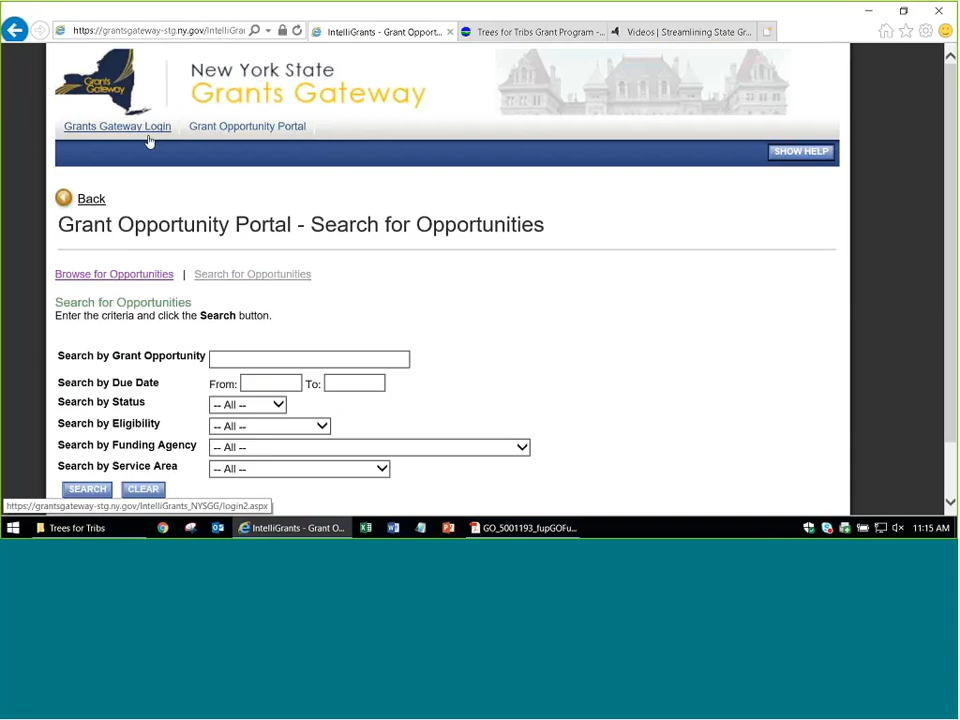 https://grantsgateway-stg.ny.gov/IntelliGra
IntelliGrants - Grant Opport...
Trees for Tribs Grant Program -...
Videos | Streamlining State Gr...
Grants
Gateway
New York State
Grants Gateway
Grants Gateway Login
Grant Opportunity Portal
SHOW HELP
Back
Grant Opportunity Portal - Search for Opportunities
Browse for Opportunities | Search for Opportunities
Search for Opportunities
Enter the criteria and click the Search button.
Search by Grant Opportunity
Search by Due Date From: To:
Search by Status -- All --
Search by Eligibility -- All --
Search by Funding Agency -- All --
Search by Service Area -- All --
SEARCH CLEAR
https://grantsgateway-stg.ny.gov/IntelliGrants_NYSGG/login2.aspx
Trees for Tribs
IntelliGrants - Grant O...
GO_5001193_fupGOFu...
11:15 AM